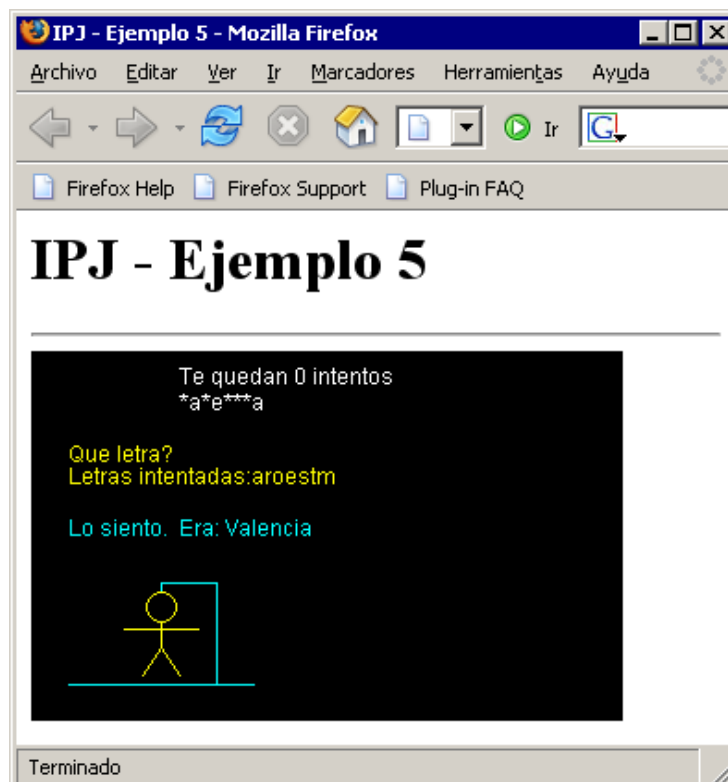 IPJ - Ejemplo 5 - Mozilla Firefox
Archivo Editar Ver Ir Marcadores Herramientas Ayuda
Ir G
Firefox Help Firefox Support Plug-in FAQ
IPJ - Ejemplo 5
Te quedan 0 intentos
*a*e***a
Que letra?
Letras intentadas:aroestm
Lo siento. Era: Valencia
Terminado